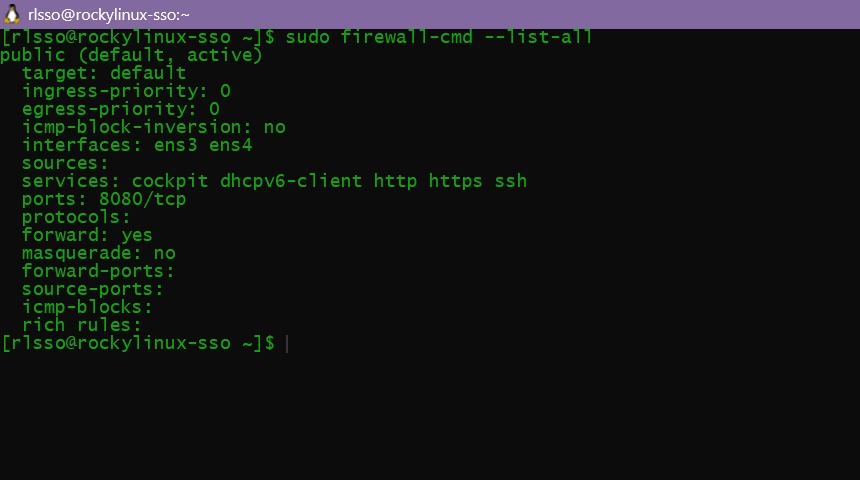 rlsso@rockylinux-sso:~
[rlsso@rockylinux-sso ~]$ sudo firewall-cmd --list-all
public (default, active)
  target: default
  ingress-priority: 0
  egress-priority: 0
  icmp-block-inversion: no
  interfaces: ens3 ens4
  sources:
  services: cockpit dhcpv6-client http https ssh
  ports: 8080/tcp
  protocols:
  forward: yes
  masquerade: no
  forward-ports:
  source-ports:
  icmp-blocks:
  rich rules:
[rlsso@rockylinux-sso ~]$